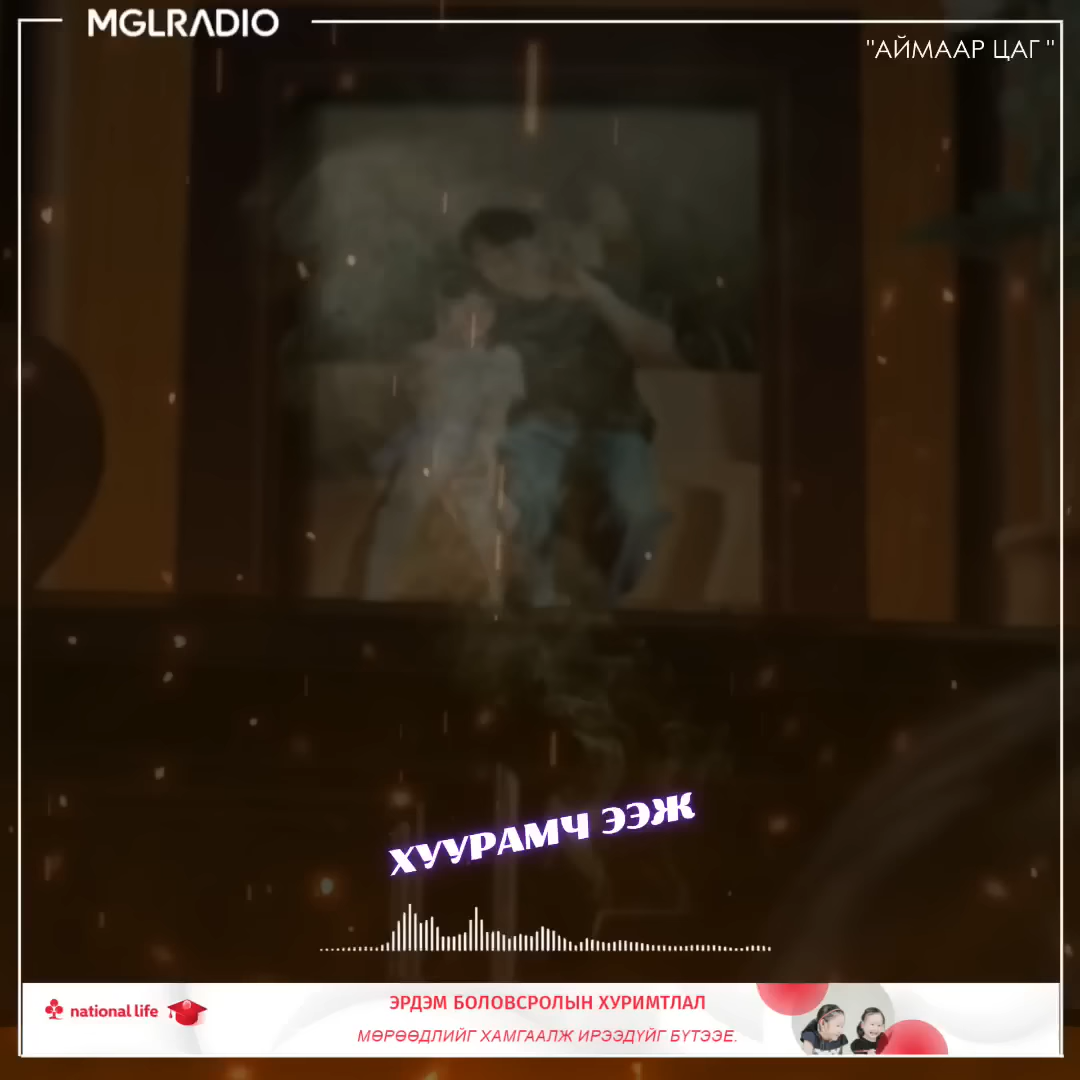 MGLRADIO
"АЙМААР ЦАГ "
ХУУРАМЧ ЭЭЖ
national life
ЭРДЭМ БОЛОВСРОЛЫН ХУРИМТЛАЛ
МӨРӨӨДЛИЙГ ХАМГААЛЖ ИРЭЭДҮЙГ БҮТЭЭЕ.